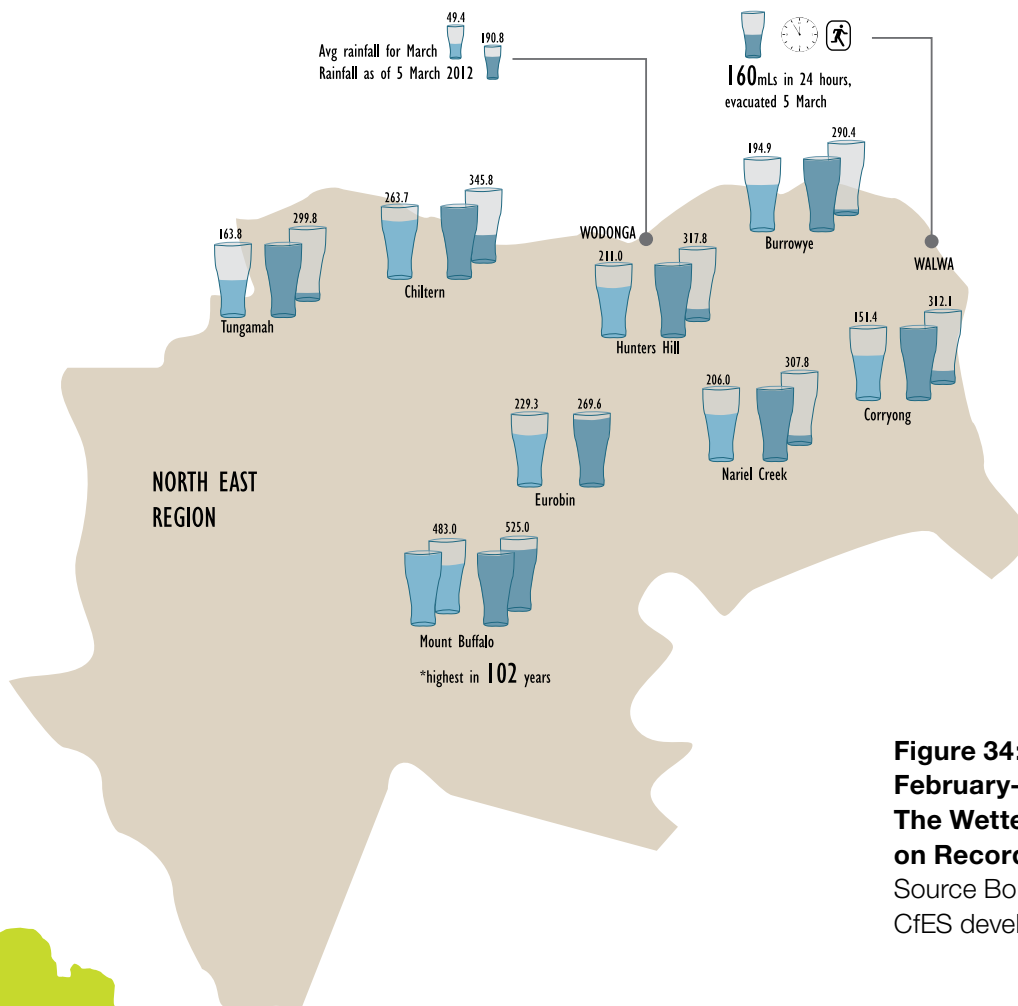 49.4
190.8
Avg rainfall for March
Rainfall as of 5 March 2012
160mLs in 24 hours,
evacuated 5 March
194.9
290.4
Burrowye
WODONGA
WALWA
263.7
345.8
Chiltern
163.8
299.8
Tungamah
211.0
317.8
Hunters Hill
151.4
312.1
Corryong
206.0
307.8
Nariel Creek
229.3
269.6
Eurobin
NORTH EAST
REGION
483.0
525.0
Mount Buffalo
*highest in 102 years
Figure 34:
February-
The Wette
on Record
Source Bo
CfES devel